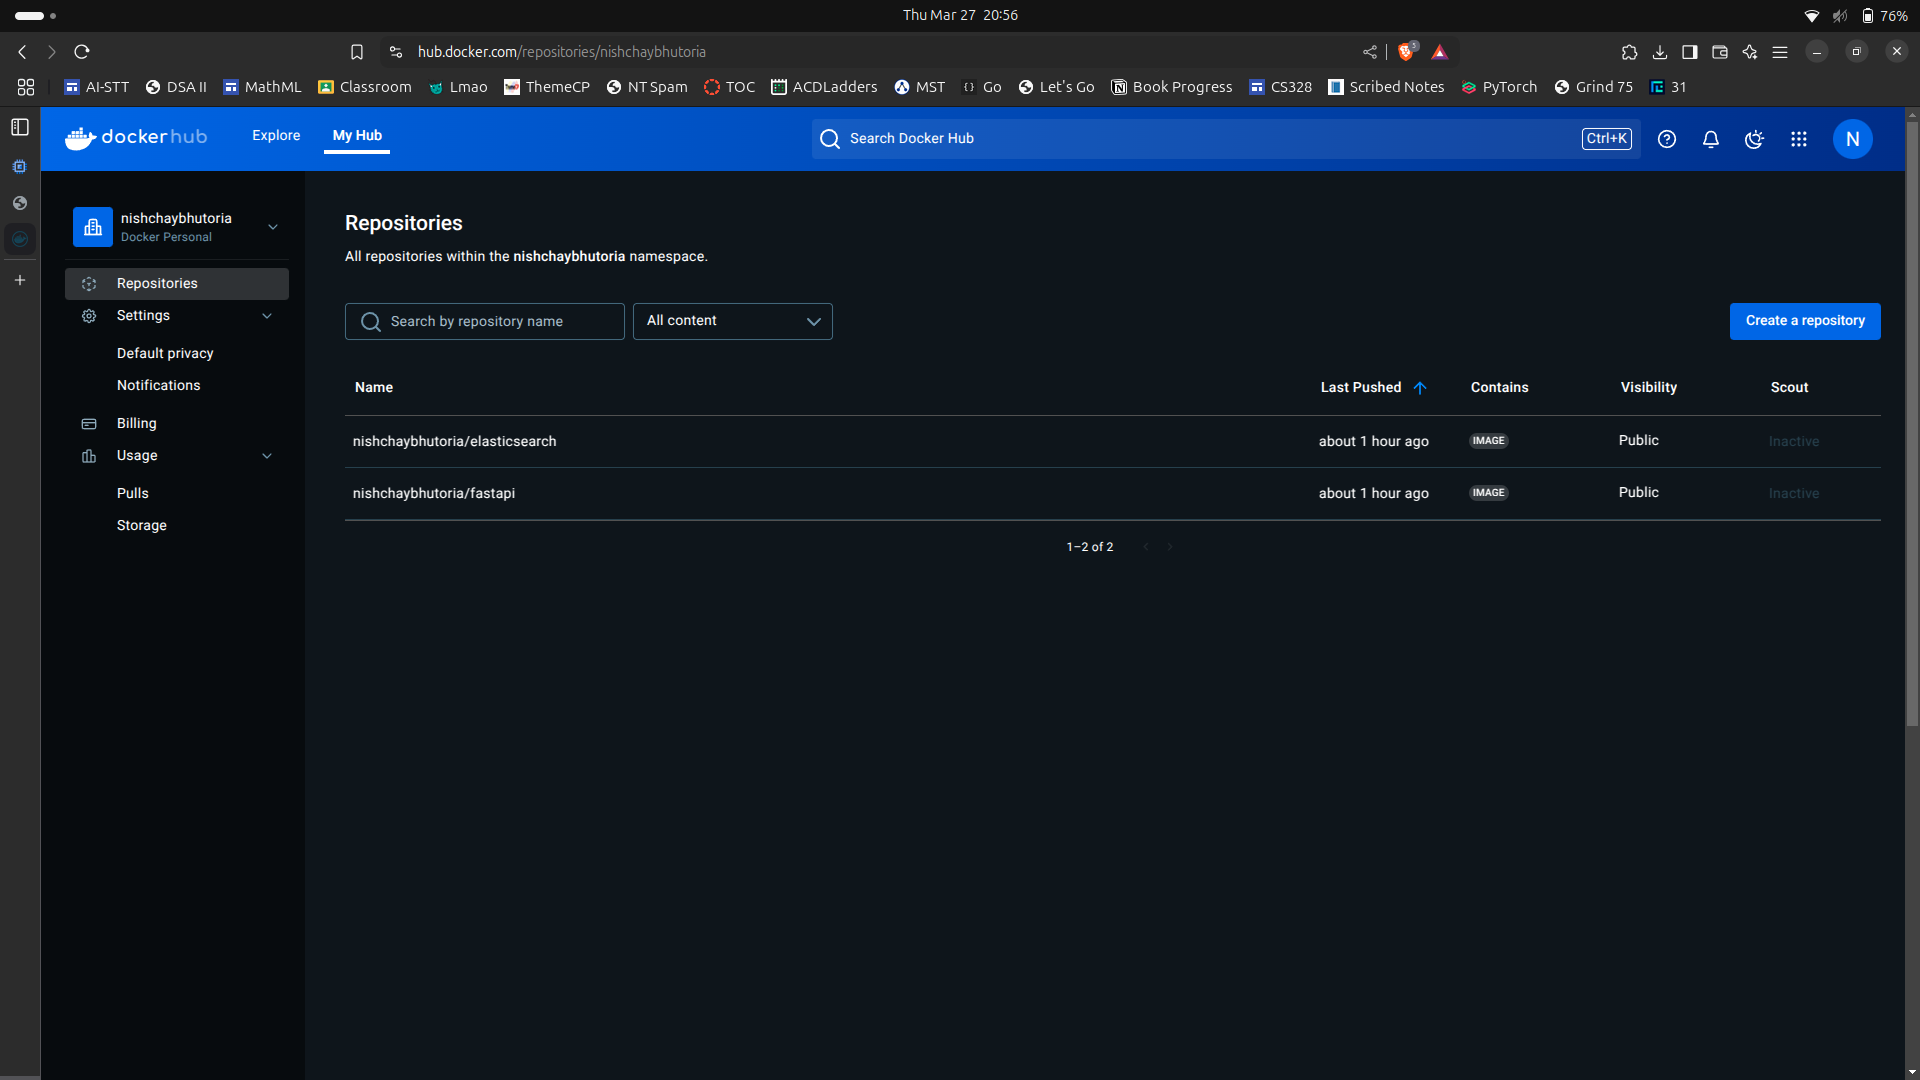 Thu Mar 27 20:56
76%
hub.docker.com/repositories/nishchaybhutoria
5
AI-STT DSA II MathML Classroom Lmao ThemeCP NT Spam TOC ACDLadders MST Go Let's Go Book Progress CS328 Scribed Notes PyTorch Grind 75 31
dockerhub Explore My Hub Search Docker Hub Ctrl+K N
nishchaybhutoria
Docker Personal
Repositories
Settings
Default privacy
Notifications
Billing
Usage
Pulls
Storage
Repositories
All repositories within the nishchaybhutoria namespace.
Search by repository name All content Create a repository
Name Last Pushed Contains Visibility Scout
nishchaybhutoria/elasticsearch about 1 hour ago IMAGE Public Inactive
nishchaybhutoria/fastapi about 1 hour ago IMAGE Public Inactive
1–2 of 2